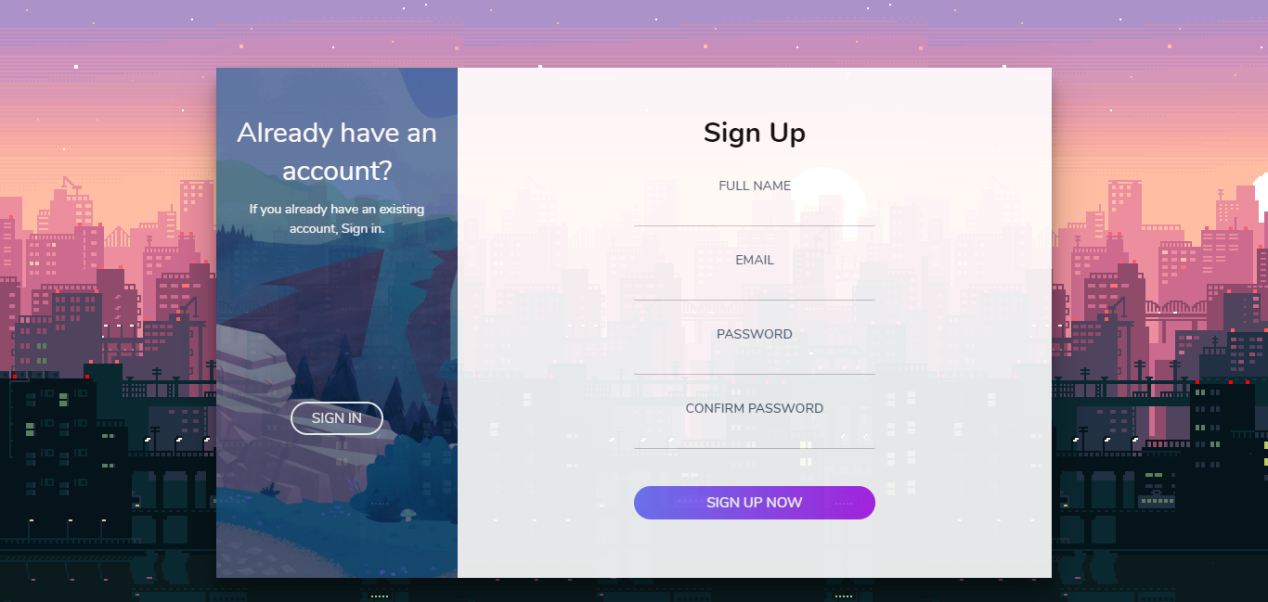 Already have an
account?
If you already have an existing
account, Sign in.
SIGN IN
Sign Up
FULL NAME
EMAIL
PASSWORD
CONFIRM PASSWORD
SIGN UP NOW